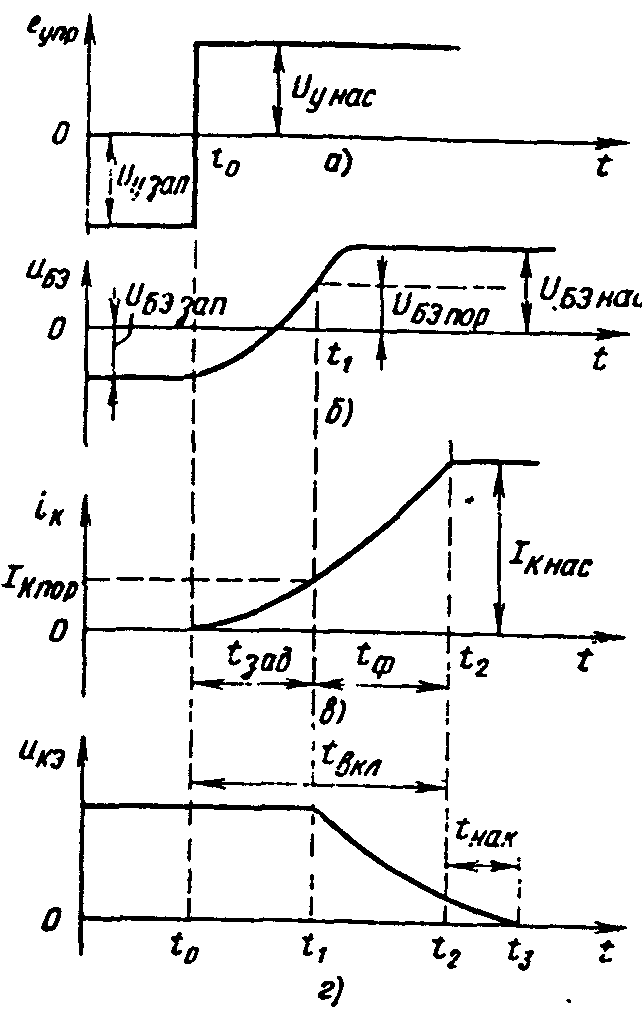 eупр
Uу нас
0
t0
а)
t
Uу зап
uБЭ
UБЭ зап
UБЭ пор
UБЭ нас
0
t1
t
б)
iк
Iк пор
Iк нас
0
tзад
tф
t2
t
в)
uкэ
tвкл
tнак
0
t0
t1
t2
t3
t
г)